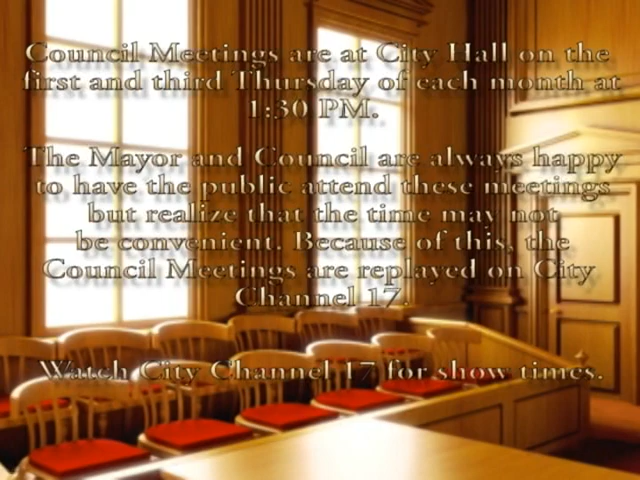 Council Meetings are at City Hall on the
first and third Thursday of each month at
1:30 PM.
The Mayor and Council are always happy
to have the public attend these meetings
but realize that the time may not
be convenient. Because of this, the
Council Meetings are replayed on City
Channel 17.
Watch City Channel 17 for show times.